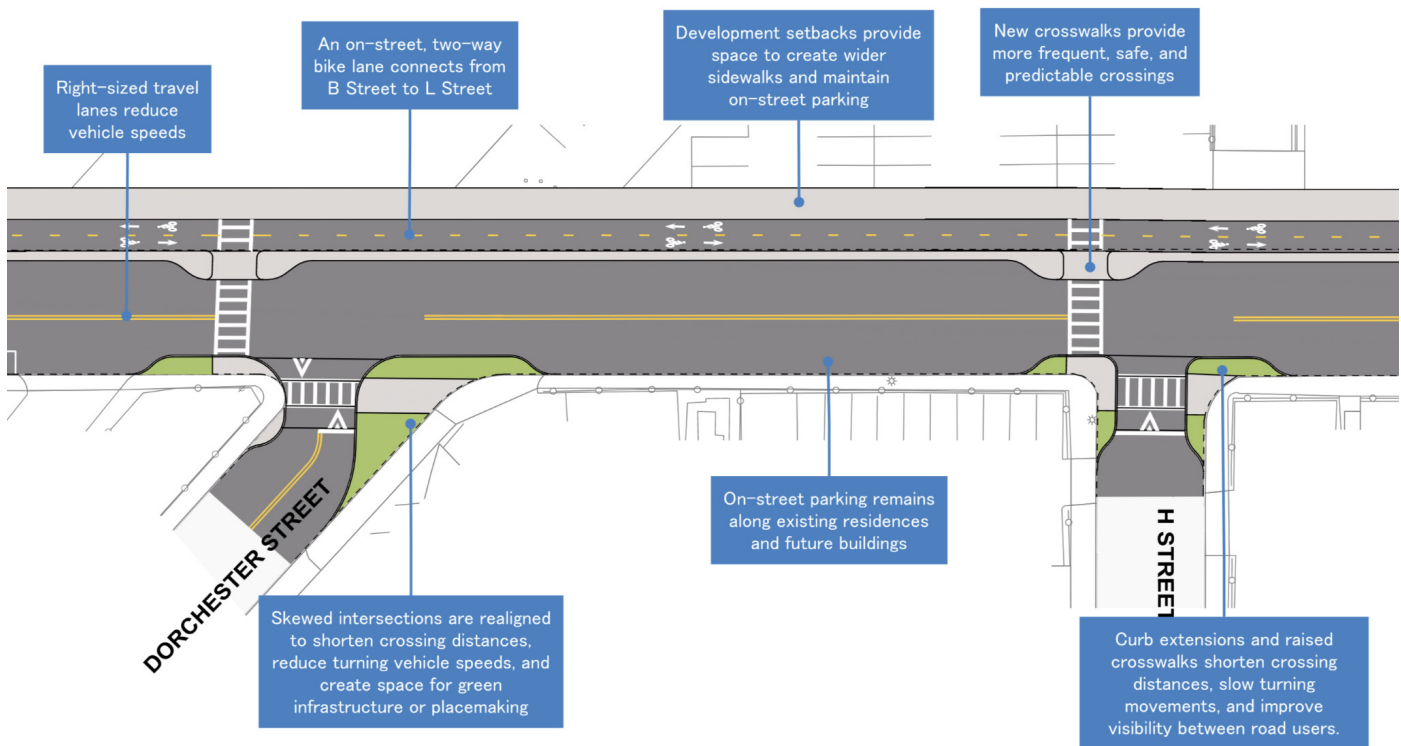 Right-sized travel
lanes reduce
vehicle speeds
An on-street, two-way
bike lane connects from
B Street to L Street
Development setbacks provide
space to create wider
sidewalks and maintain
on-street parking
New crosswalks provide
more frequent, safe, and
predictable crossings
On-street parking remains
along existing residences
and future buildings
DORCHESTER STREET
H STREET
Skewed intersections are realigned
to shorten crossing distances,
reduce turning vehicle speeds, and
create space for green
infrastructure or placemaking
Curb extensions and raised
crosswalks shorten crossing
distances, slow turning
movements, and improve
visibility between road users.